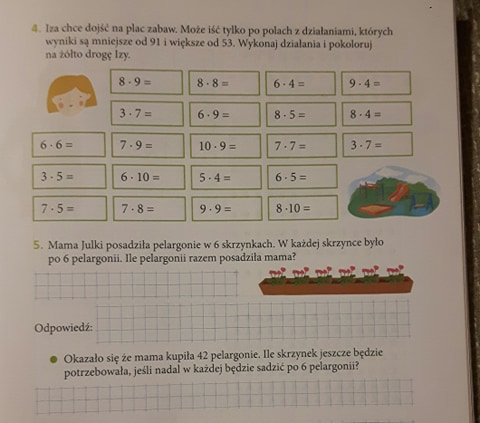 4. Iza chce dojść na plac zabaw. Może iść tylko po polach z działaniami, których
wyniki są mniejsze od 91 i większe od 53. Wykonaj działania i pokoloruj
na żółto drogę Izy.
8 · 9 = 8 · 8 = 6 · 4 = 9 · 4 =
3 · 7 = 6 · 9 = 8 · 5 = 8 · 4 =
6 · 6 = 7 · 9 = 10 · 9 = 7 · 7 = 3 · 7 =
3 · 5 = 6 · 10 = 5 · 4 = 6 · 5 =
7 · 5 = 7 · 8 = 9 · 9 = 8 · 10 =
5. Mama Julki posadziła pelargonie w 6 skrzynkach. W każdej skrzynce było
po 6 pelargonii. Ile pelargonii razem posadziła mama?
Odpowiedź:
● Okazało się że mama kupiła 42 pelargonie. Ile skrzynek jeszcze będzie
potrzebowała, jeśli nadal w każdej będzie sadzić po 6 pelargonii?